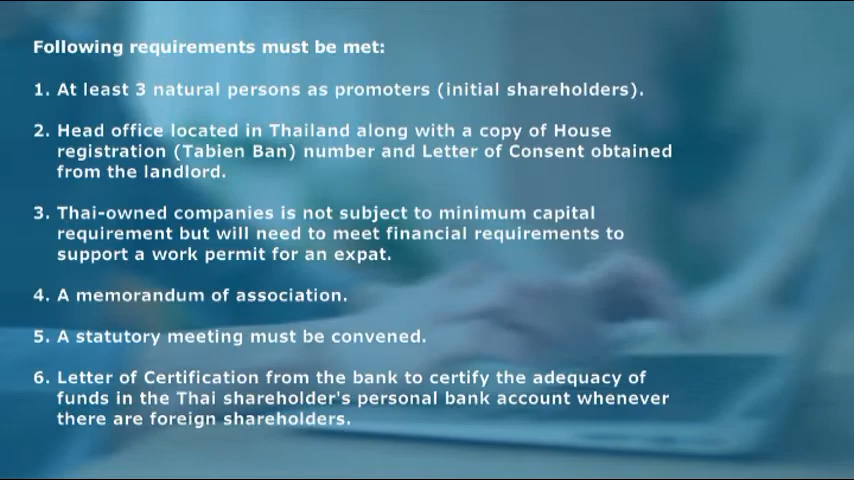 Following requirements must be met:
1. At least 3 natural persons as promoters (initial shareholders).
2. Head office located in Thailand along with a copy of House
registration (Tabien Ban) number and Letter of Consent obtained
from the landlord.
3. Thai-owned companies is not subject to minimum capital
requirement but will need to meet financial requirements to
support a work permit for an expat.
4. A memorandum of association.
5. A statutory meeting must be convened.
6. Letter of Certification from the bank to certify the adequacy of
funds in the Thai shareholder's personal bank account whenever
there are foreign shareholders.